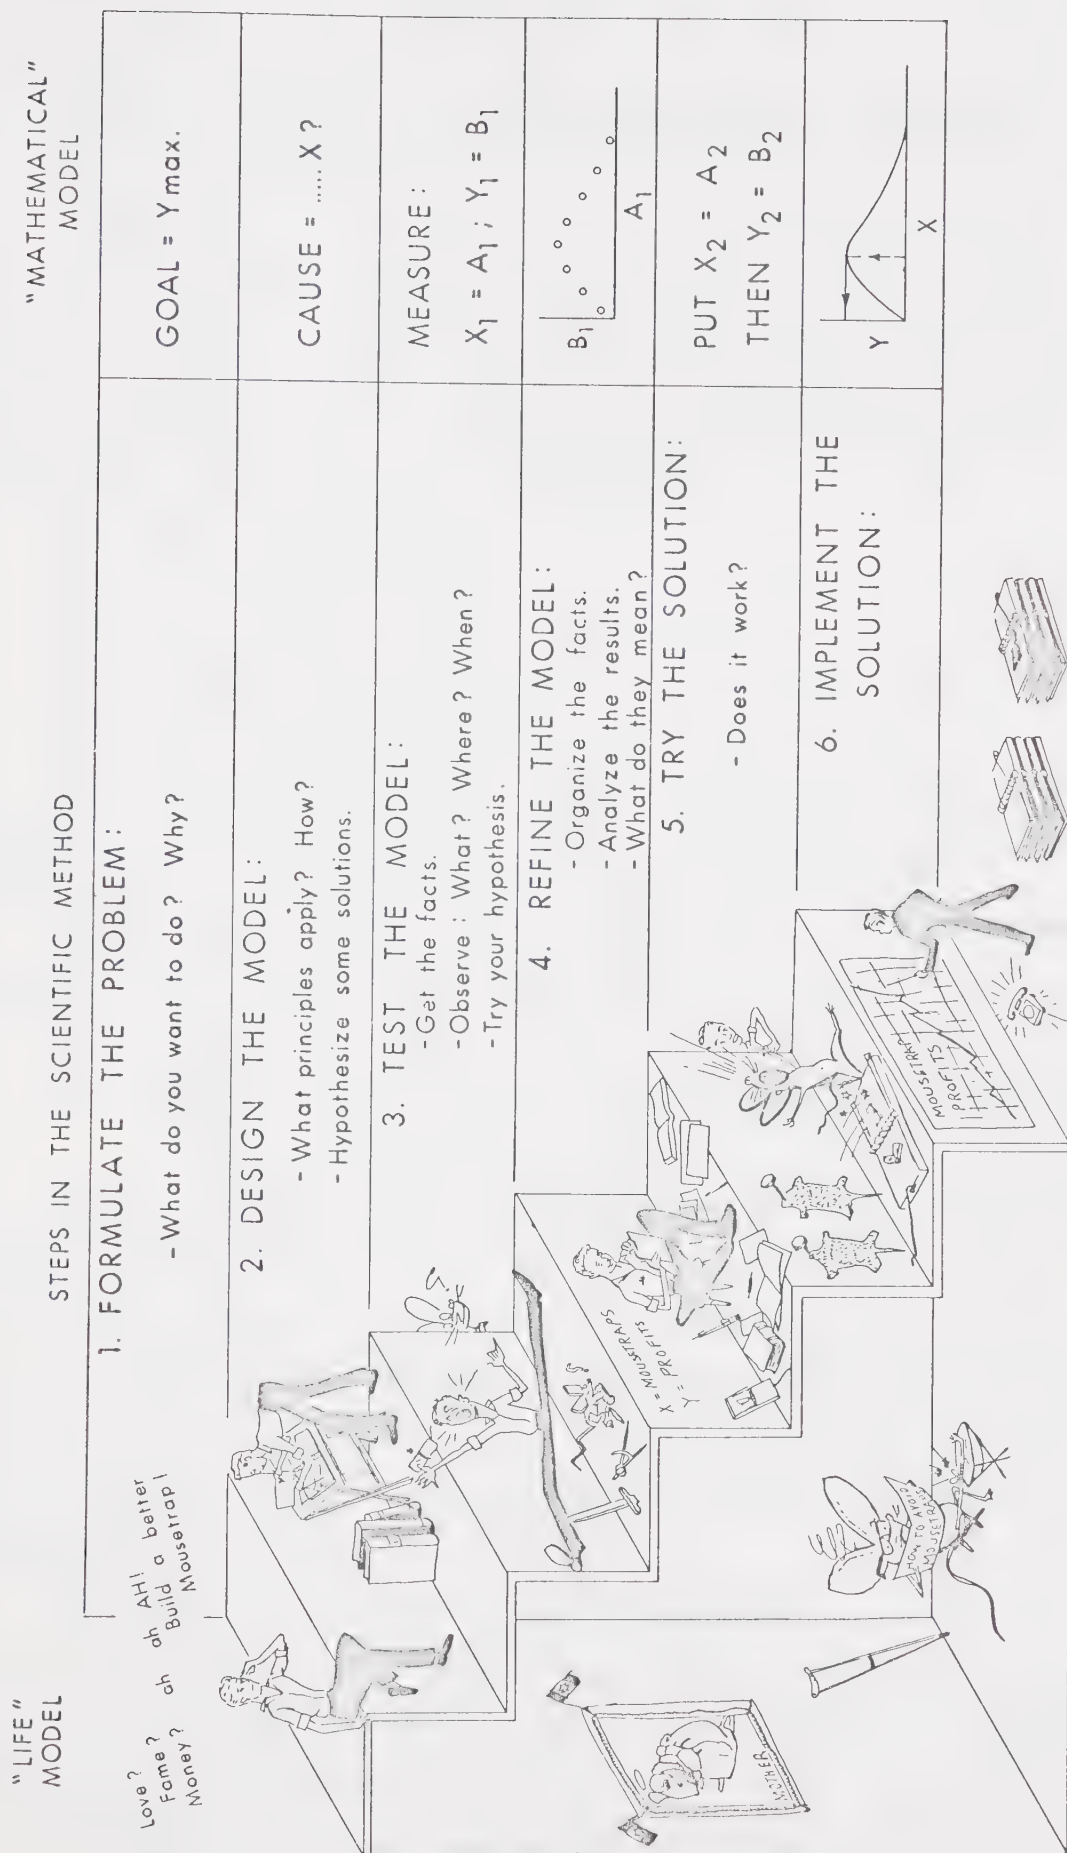 STEPS IN THE SCIENTIFIC METHOD
"LIFE"
MODEL
"MATHEMATICAL"
MODEL
Love?
Fame?
Money?
ah
ah AH!
Build a better
Mousetrap!
1. FORMULATE THE PROBLEM:
- What do you want to do? Why?
GOAL = Y max.
2. DESIGN THE MODEL:
- What principles apply? How?
- Hypothesize some solutions.
CAUSE = ..... X ?
3. TEST THE MODEL:
- Get the facts.
- Observe: What? Where? When?
- Try your hypothesis.
MEASURE:
X1 = A1 ; Y1 = B1
4. REFINE THE MODEL:
- Organize the facts.
- Analyze the results.
- What do they mean?
B1
A1
5. TRY THE SOLUTION:
- Does it work?
PUT X2 = A2
THEN Y2 = B2
6. IMPLEMENT THE
SOLUTION:
Y
X
?
?
X = MOUSETRAPS
Y = PROFITS
MOUSETRAP
PROFITS
MOTHER
HOW TO AVOID
MOUSETRAPS